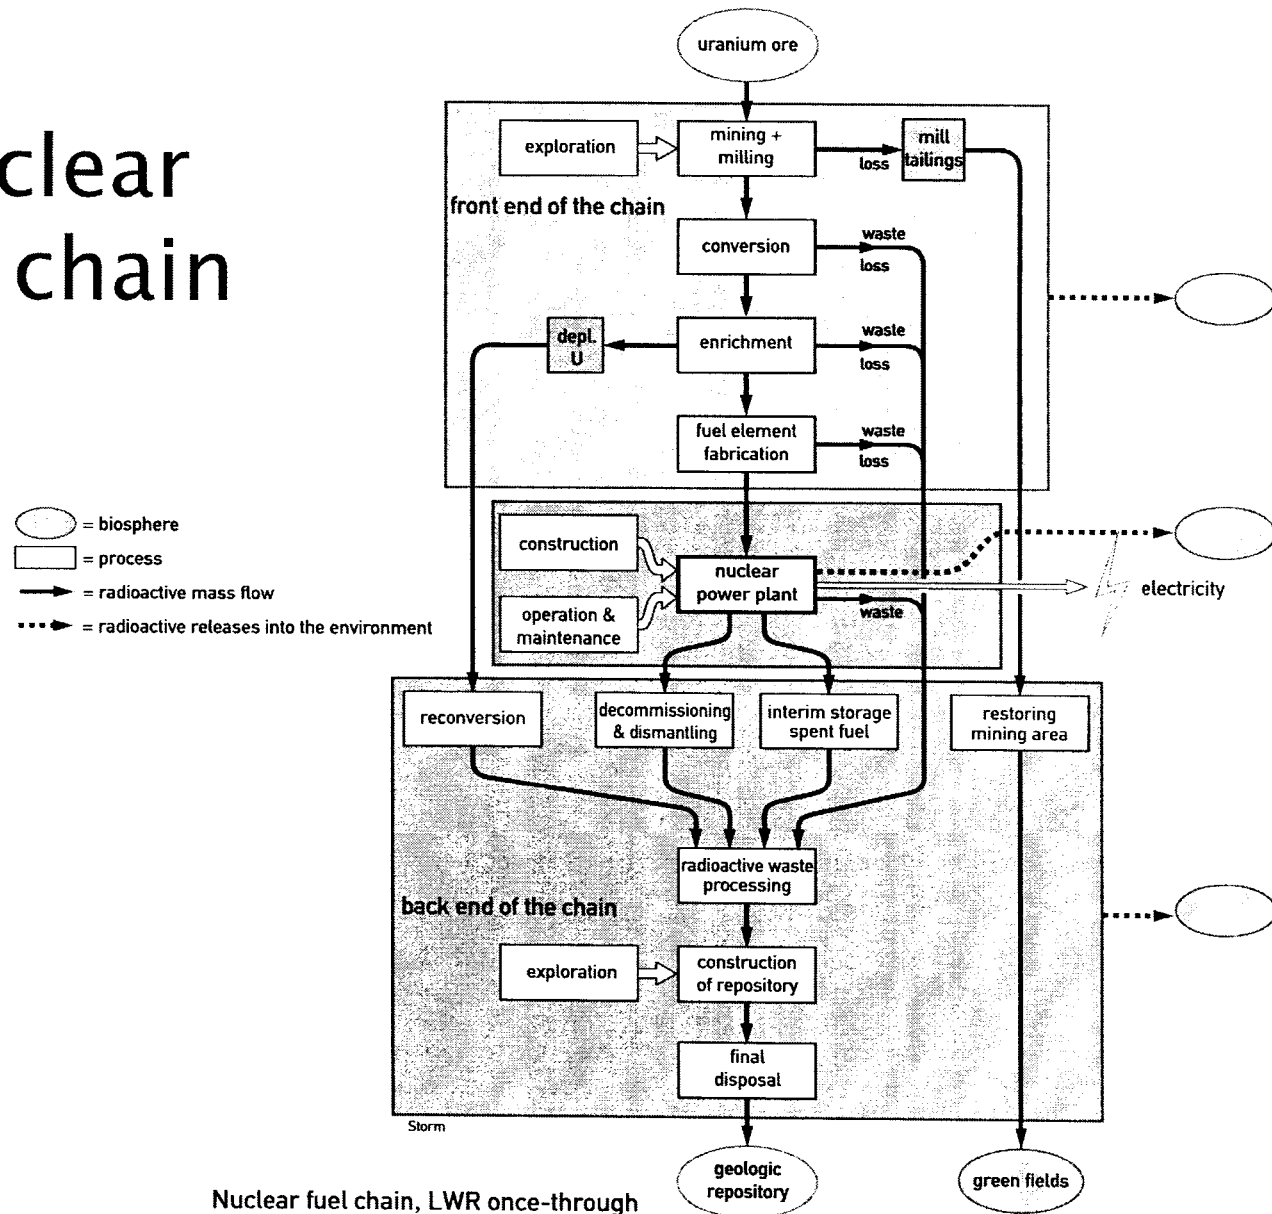 clear
chain
uranium ore
exploration
mining +
milling
loss
mill
tailings
front end of the chain
conversion
waste
loss
depl.
U
enrichment
waste
loss
fuel element
fabrication
waste
loss
= biosphere
= process
= radioactive mass flow
= radioactive releases into the environment
construction
nuclear
power plant
operation &
maintenance
waste
electricity
reconversion
decommissioning
& dismantling
interim storage
spent fuel
restoring
mining area
radioactive waste
processing
back end of the chain
exploration
construction
of repository
final
disposal
Storm
geologic
repository
green fields
Nuclear fuel chain, LWR once-through